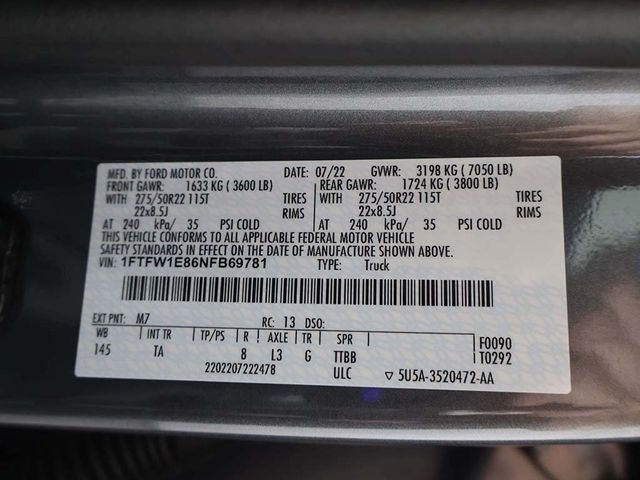 MFD. BY FORD MOTOR CO. DATE: 07/22 GVWR: 3198 KG ( 7050 LB)
FRONT GAWR: 1633 KG ( 3600 LB) REAR GAWR: 1724 KG ( 3800 LB)
WITH 275/50R22 115T TIRES WITH 275/50R22 115T TIRES
22x8.5J RIMS 22x8.5J RIMS
AT 240 kPa/ 35 PSI COLD AT 240 kPa/ 35 PSI COLD
THIS VEHICLE CONFORMS TO ALL APPLICABLE FEDERAL MOTOR VEHICLE
SAFETY STANDARDS IN EFFECT ON THE DATE OF MANUFACTURE SHOWN ABOVE.
VIN: 1FTFW1E86NFB69781 TYPE: Truck
EXT PNT: M7 RC: 13 DSO: F0090
WB INT TR TP/PS R AXLE TR SPR T0292
145 TA 8 L3 G TTBB
2202207222478 ULC ▽ 5U5A-3520472-AA